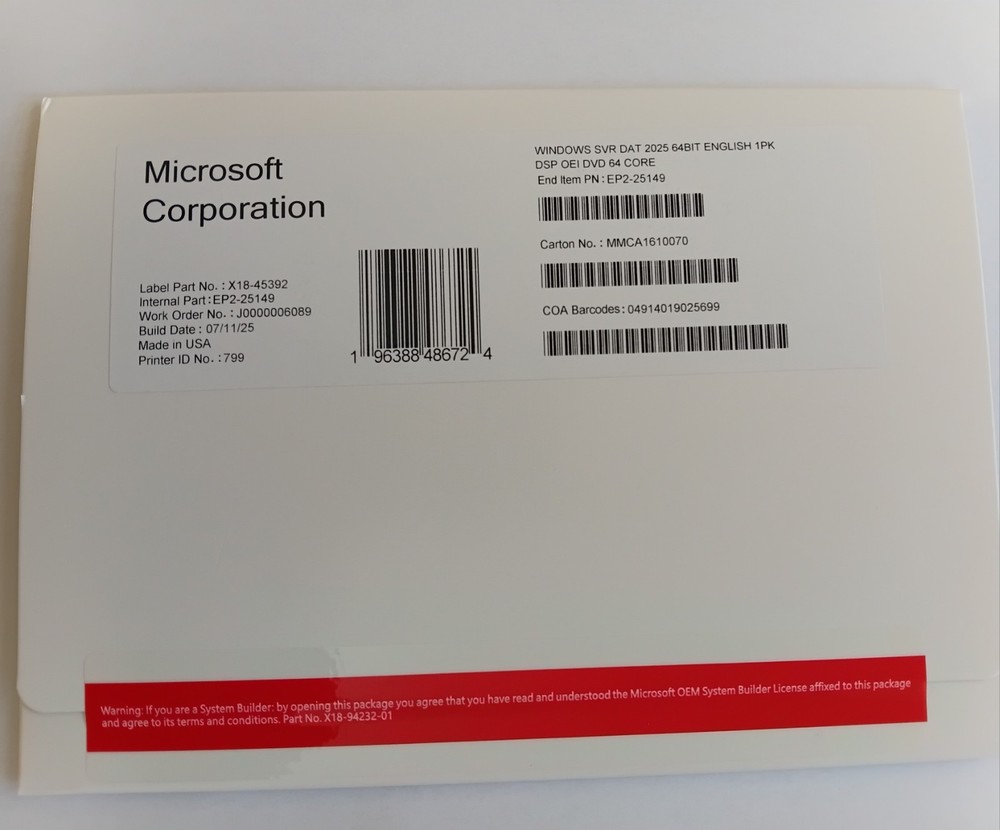 Microsoft
Corporation
Label Part No. : X18-45392
Internal Part:EP2-25149
Work Order No. : J0000006089
Build Date : 07/11/25
Made in USA
Printer ID No. : 799
1 96388 48672 4
WINDOWS SVR DAT 2025 64BIT ENGLISH 1PK
DSP OEI DVD 64 CORE
End Item PN : EP2-25149
Carton No. : MMCA1610070
COA Barcodes : 04914019025699
Warning: If you are a System Builder: by opening this package you agree that you have read and understood the Microsoft OEM System Builder License affixed to this package
and agree to its terms and conditions. Part No. X18-94232-01